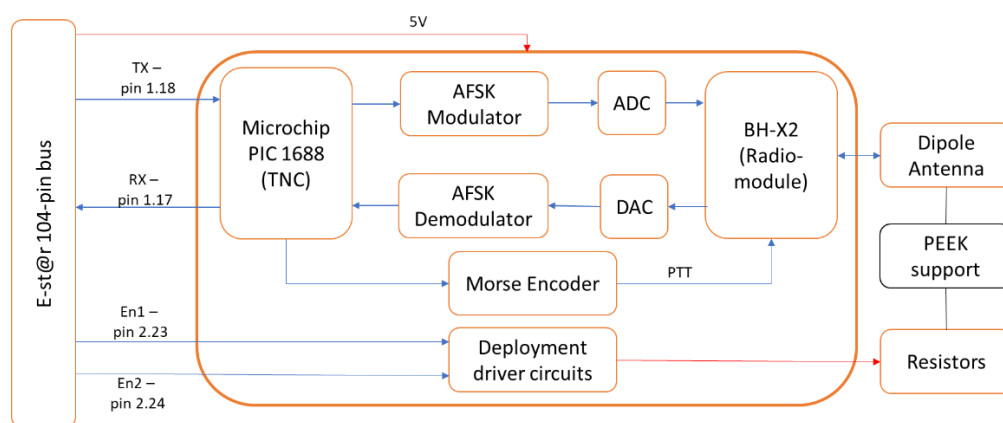 5V
TX –
pin 1.18
RX –
pin 1.17
En1 –
pin 2.23
En2 –
pin 2.24
E-st@r 104-pin bus
Microchip
PIC 1688
(TNC)
AFSK
Modulator
ADC
BH-X2
(Radio-
module)
AFSK
Demodulator
DAC
Morse Encoder
PTT
Deployment
driver circuits
Dipole
Antenna
PEEK
support
Resistors